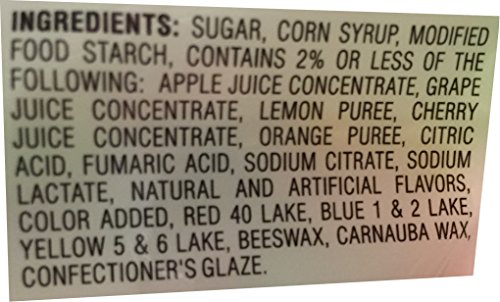 INGREDIENTS: SUGAR, CORN SYRUP, MODIFIED
FOOD STARCH, CONTAINS 2% OR LESS OF THE
FOLLOWING: APPLE JUICE CONCENTRATE, GRAPE
JUICE CONCENTRATE, LEMON PUREE, CHERRY
JUICE CONCENTRATE, ORANGE PUREE, CITRIC
ACID, FUMARIC ACID, SODIUM CITRATE, SODIUM
LACTATE, NATURAL AND ARTIFICIAL FLAVORS,
COLOR ADDED, RED 40 LAKE, BLUE 1 & 2 LAKE,
YELLOW 5 & 6 LAKE, BEESWAX, CARNAUBA WAX,
CONFECTIONER'S GLAZE.